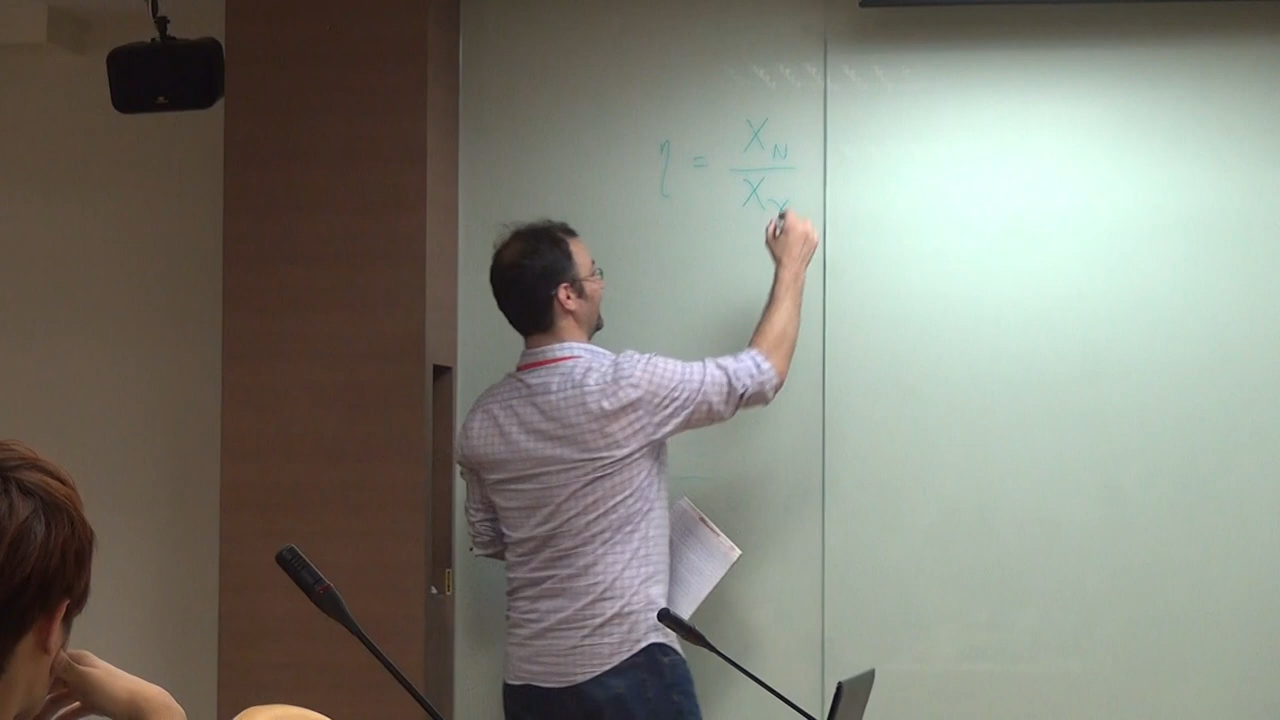 η = X_N / X_γ